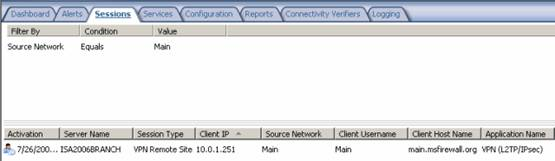 Dashboard Alerts Sessions Services Configuration Reports Connectivity Verifiers Logging
Filter By Condition Value
Source Network Equals Main
Activation Server Name Session Type Client IP Source Network Client Username Client Host Name Application Name
7/26/200... ISA2006BRANCH VPN Remote Site 10.0.1.251 Main Main main.msfirewall.org VPN (L2TP/IPsec)